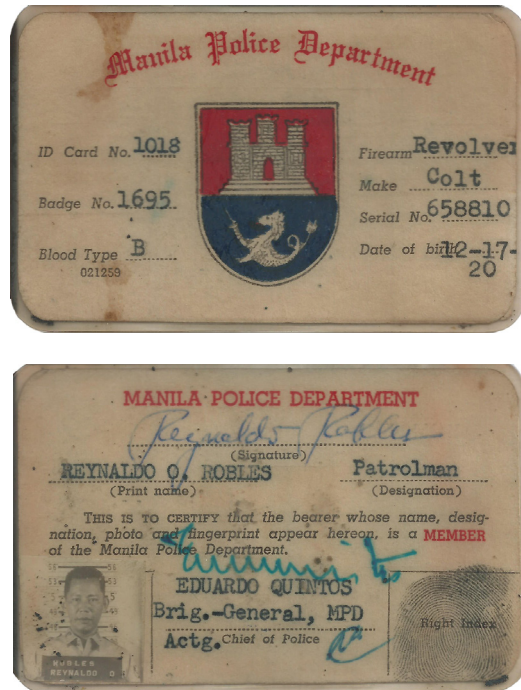 Manila Police Department
ID Card No. 1018
Firearm Revolver
Make Colt
Badge No. 1695
Serial No. 658810
Blood Type B
Date of birth 12-17-20
021259
MANILA POLICE DEPARTMENT
Reynaldo Robles
(Signature)
REYNALDO O. ROBLES
Patrolman
(Print name)
(Designation)
THIS IS TO CERTIFY that the bearer whose name, desig-
nation, photo and fingerprint appear hereon, is a MEMBER
of the Manila Police Department.
EDUARDO QUINTOS
Brig.-General, MPD
Actg. Chief of Police
Right Index
ROBLES
REYNALDO O